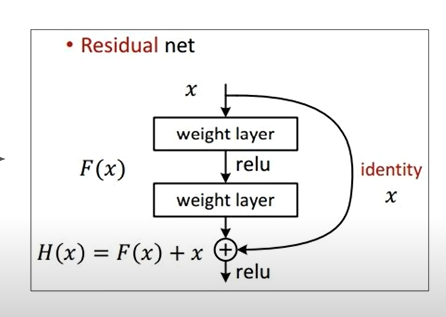 • Residual net
x
weight layer
relu
F(x)
identity
x
weight layer
H(x) = F(x) + x
+
relu